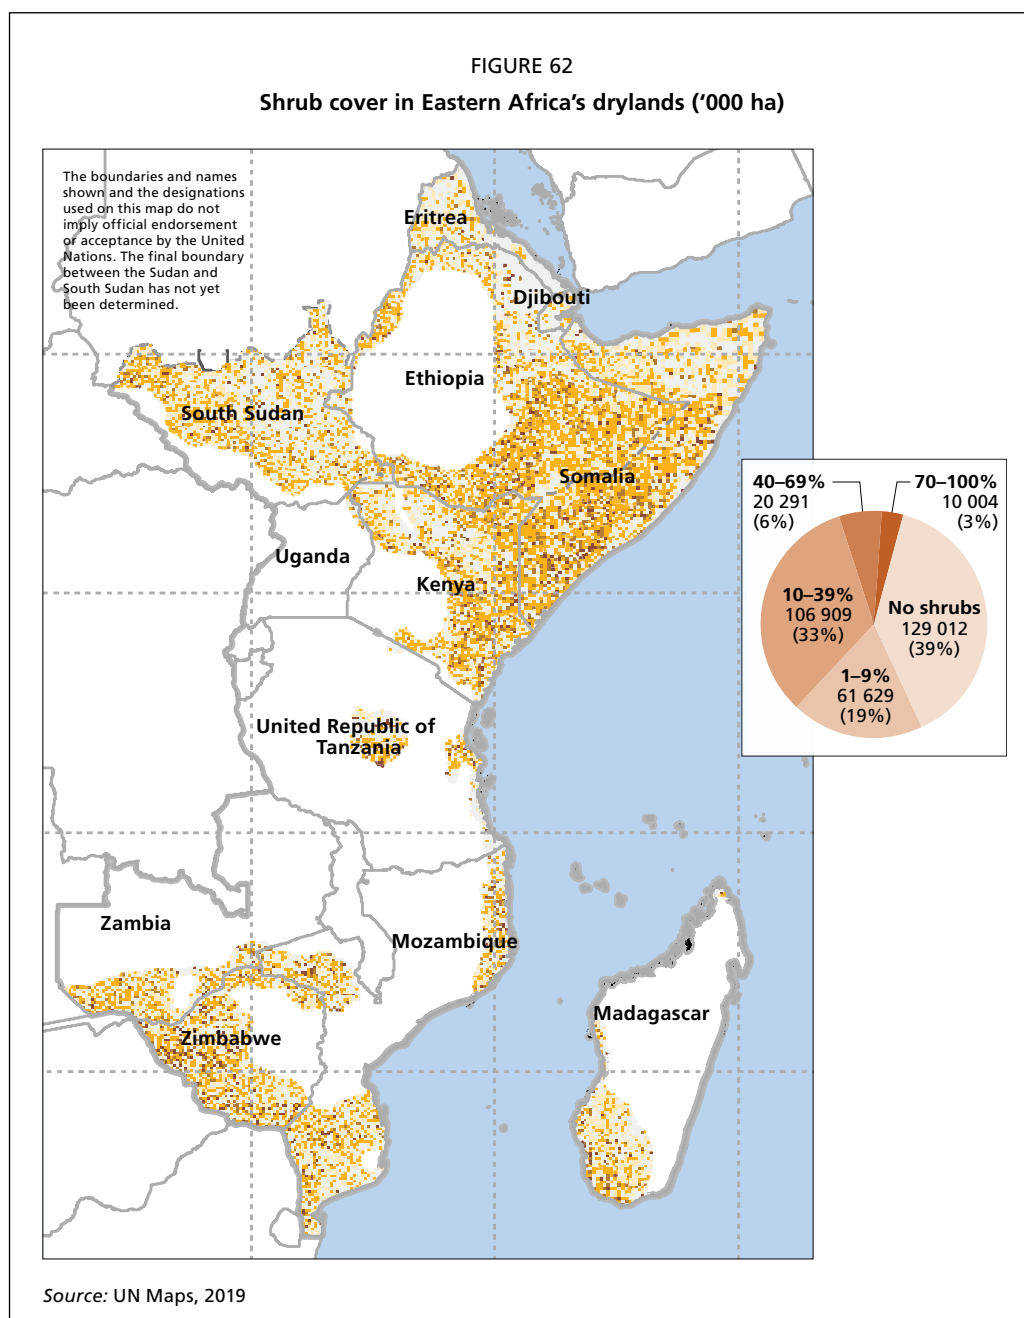 FIGURE 62
Shrub cover in Eastern Africa's drylands (‘000 ha)
The boundaries and names
shown and the designations
used on this map do not
imply official endorsement
or acceptance by the United
Nations. The final boundary
between the Sudan and
South Sudan has not yet
been determined.
Eritrea
Djibouti
Ethiopia
South Sudan
Somalia
Uganda
Kenya
United Republic of
Tanzania
Zambia
Mozambique
Madagascar
Zimbabwe
40–69%
20 291
(6%)
70–100%
10 004
(3%)
10–39%
106 909
(33%)
No shrubs
129 012
(39%)
1–9%
61 629
(19%)
Source: UN Maps, 2019